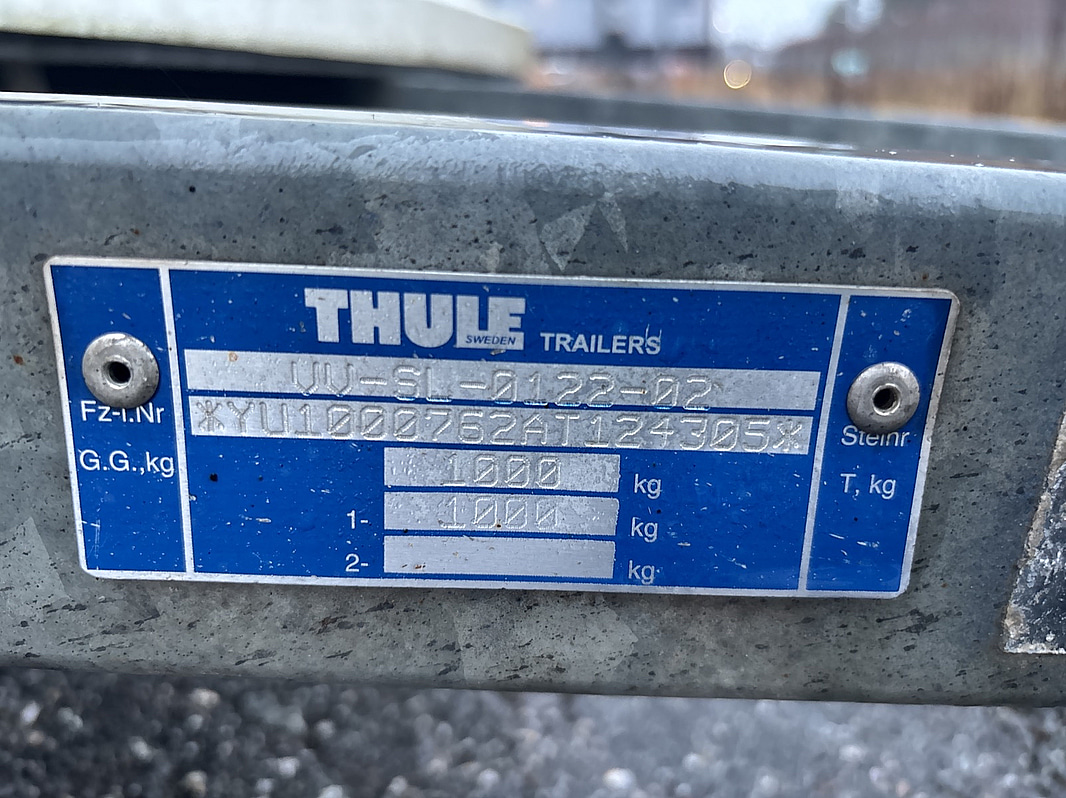 THULE
SWEDEN TRAILERS
VV-SL-0122-02
Fz-I.Nr *YU1000762AT124305*
Stelnr
G.G.,kg 1000 kg T, kg
1- 1000 kg
2- kg